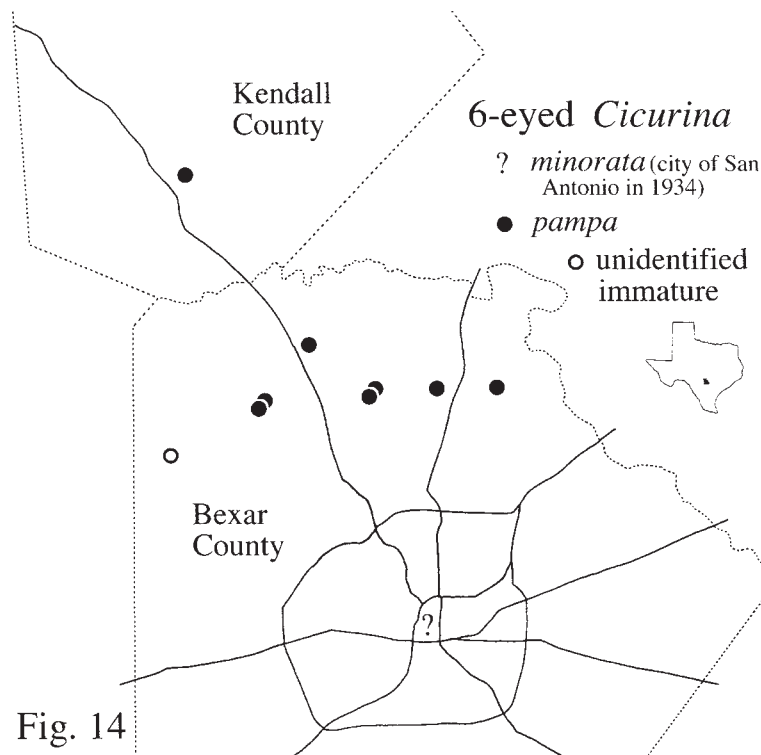 Kendall
County
6-eyed Cicurina
? minorata (city of San
Antonio in 1934)
pampa
unidentified
immature
Bexar
County
?
Fig. 14